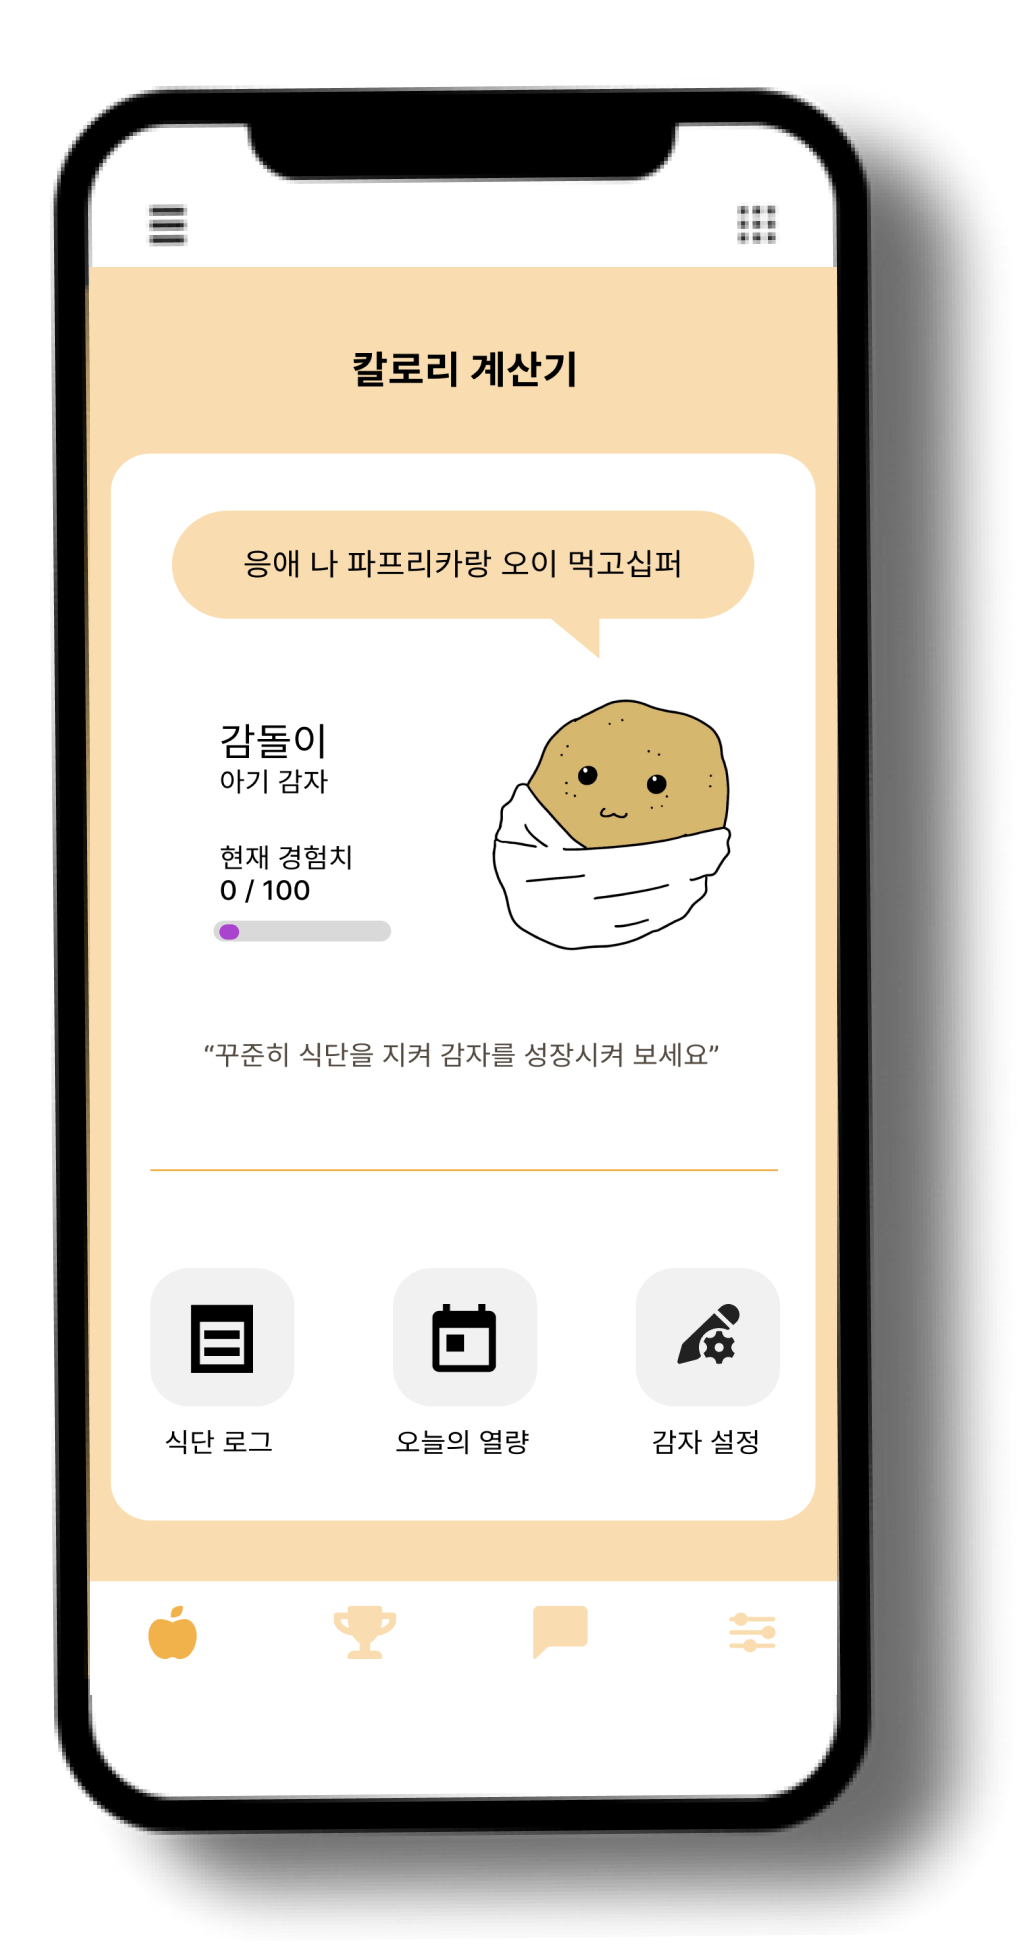 칼로리 계산기
응애 나 파프리카랑 오이 먹고십퍼
감돌이
아기 감자
현재 경험치
0 / 100
“꾸준히 식단을 지켜 감자를 성장시켜 보세요”
식단 로그
오늘의 열량
감자 설정